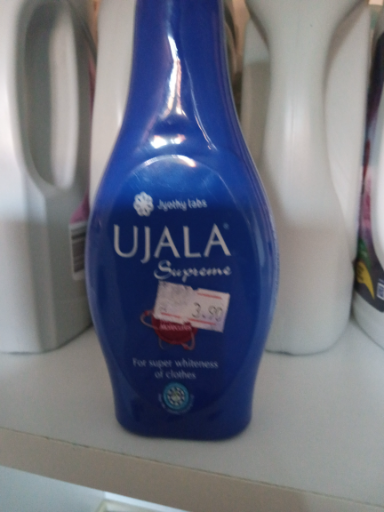 Jyothy Labs
UJALA
Supreme
3.90
For super whiteness
of clothes